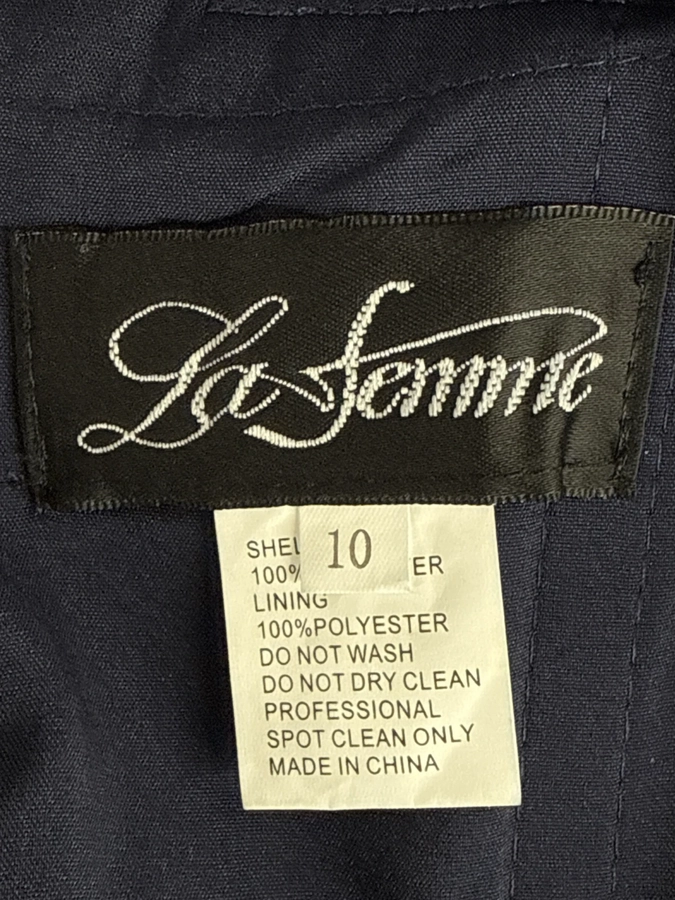 La Femme
10
SHEL
100% ER
LINING
100%POLYESTER
DO NOT WASH
DO NOT DRY CLEAN
PROFESSIONAL
SPOT CLEAN ONLY
MADE IN CHINA